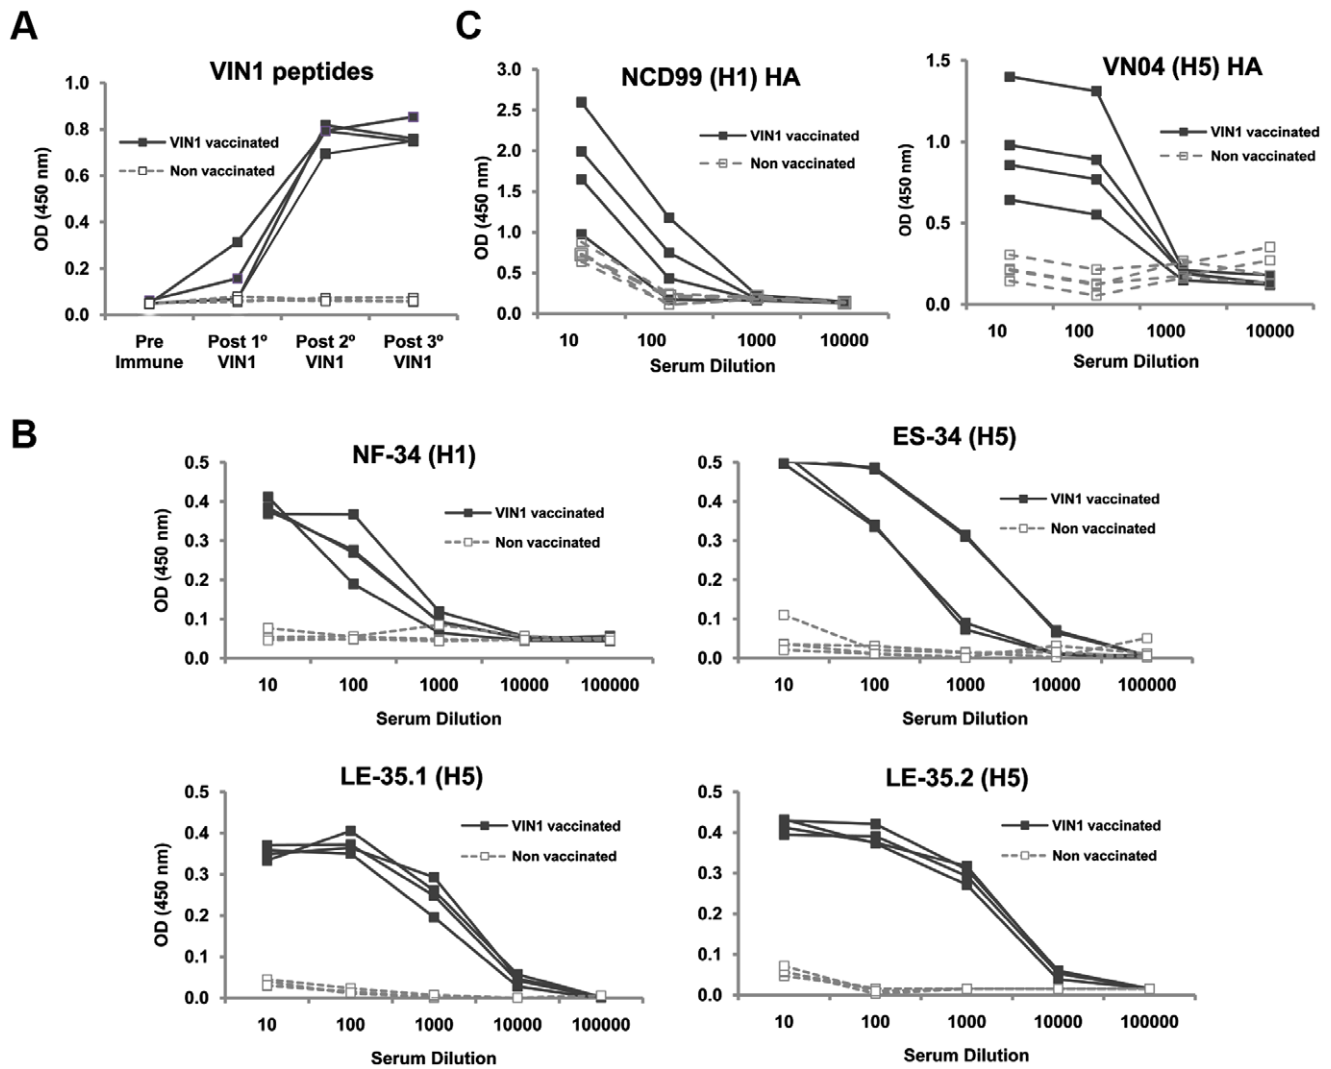 A
VIN1 peptides
1.0
0.8
0.6
0.4
0.2
0.0
OD (450 nm)
VIN1 vaccinated
Non vaccinated
Pre Immune
Post 1º VIN1
Post 2º VIN1
Post 3º VIN1
C
NCD99 (H1) HA
3.0
2.5
2.0
1.5
1.0
0.5
0.0
OD (450 nm)
VIN1 vaccinated
Non vaccinated
10 100 1000 10000
Serum Dilution
VN04 (H5) HA
1.5
1.0
0.5
0.0
OD (450 nm)
VIN1 vaccinated
Non vaccinated
10 100 1000 10000
Serum Dilution
B
NF-34 (H1)
0.5
0.4
0.3
0.2
0.1
0.0
OD (450 nm)
VIN1 vaccinated
Non vaccinated
10 100 1000 10000 100000
Serum Dilution
ES-34 (H5)
0.5
0.4
0.3
0.2
0.1
0.0
VIN1 vaccinated
Non vaccinated
10 100 1000 10000 100000
Serum Dilution
LE-35.1 (H5)
0.5
0.4
0.3
0.2
0.1
0.0
OD (450 nm)
VIN1 vaccinated
Non vaccinated
10 100 1000 10000 100000
Serum Dilution
LE-35.2 (H5)
0.5
0.4
0.3
0.2
0.1
0.0
VIN1 vaccinated
Non vaccinated
10 100 1000 10000 100000
Serum Dilution